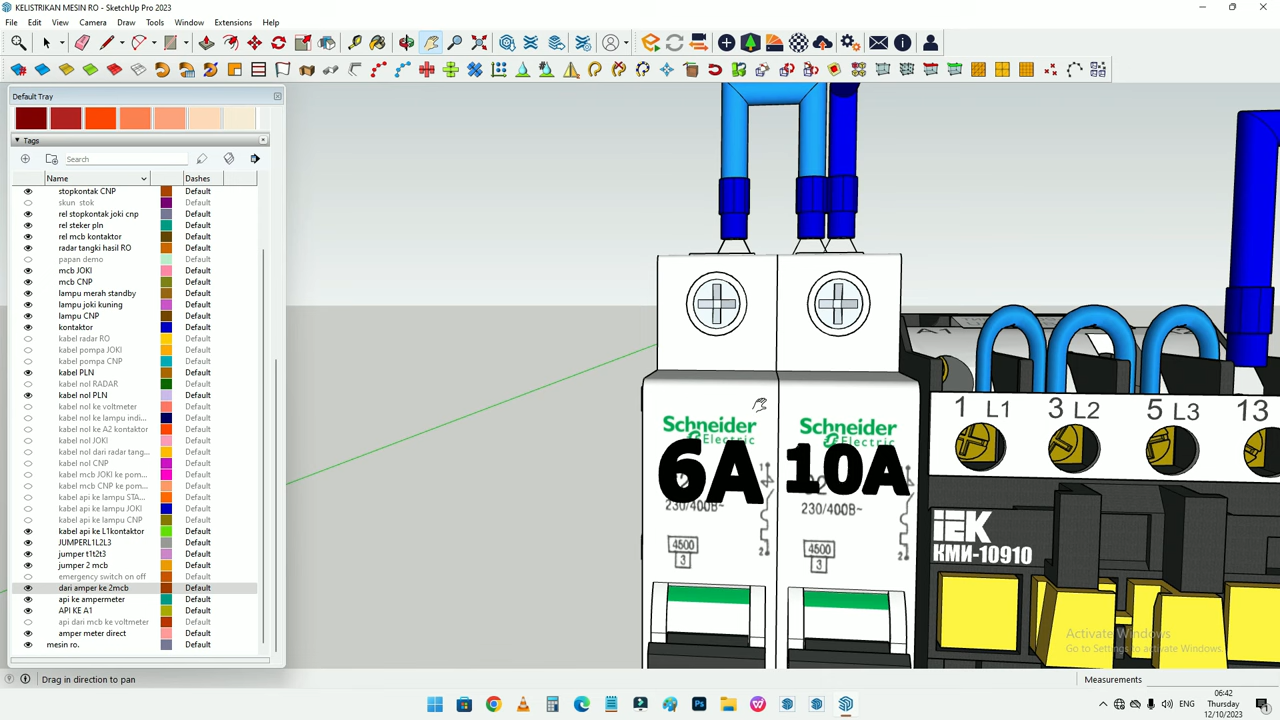 KELISTRIKAN MESIN RO - SketchUp Pro 2023
File Edit View Camera Draw Tools Window Extensions Help
Default Tray
Tags
Search
Name Dashes
stopkontak CNP Default
skun stok Default
rel stopkontak joki cnp Default
rel steker pln Default
rel mcb kontaktor Default
radar tangki hasil RO Default
papan demo Default
mcb JOKI Default
mcb CNP Default
lampu merah standby Default
lampu joki kuning Default
lampu CNP Default
kontaktor Default
kabel radar RO Default
kabel pompa JOKI Default
kabel pompa CNP Default
kabel PLN Default
kabel nol RADAR Default
kabel nol PLN Default
kabel nol ke voltmeter Default
kabel nol ke lampu indi... Default
kabel nol ke A2 kontaktor Default
kabel nol JOKI Default
kabel nol dari radar tang... Default
kabel nol CNP Default
kabel mcb JOKI ke pom... Default
kabel mcb CNP ke pom... Default
kabel api ke lampu STA... Default
kabel api ke lampu JOKI Default
kabel api ke lampu CNP Default
kabel api ke L1kontaktor Default
JUMPERL1L2L3 Default
jumper t1t2t3 Default
jumper 2 mcb Default
emergency switch on off Default
dari amper ke 2mcb Default
api ke ampermeter Default
API KE A1 Default
api dari mcb ke voltmeter Default
amper meter direct Default
mesin ro. Default
A1
1 L1 3 L2 5 L3 13
Schneider Schneider
Electric Electric
6A 10A
230/400B~ 230/400B~
4500 4500
3 3
2 2
IEK
КМИ-10910
Activate Windows
Go to Settings to activate Windows.
Drag in direction to pan Measurements
ENG
06:42
Thursday
12/10/2023